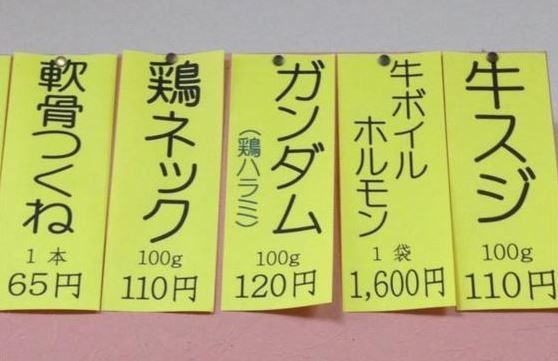 牛スジ
100g
110円
牛ボイル
ホルモン
1袋
1,600円
ガンダム
(鶏ハラミ)
100g
120円
鶏ネック
100g
110円
軟骨つくね
1本
65円